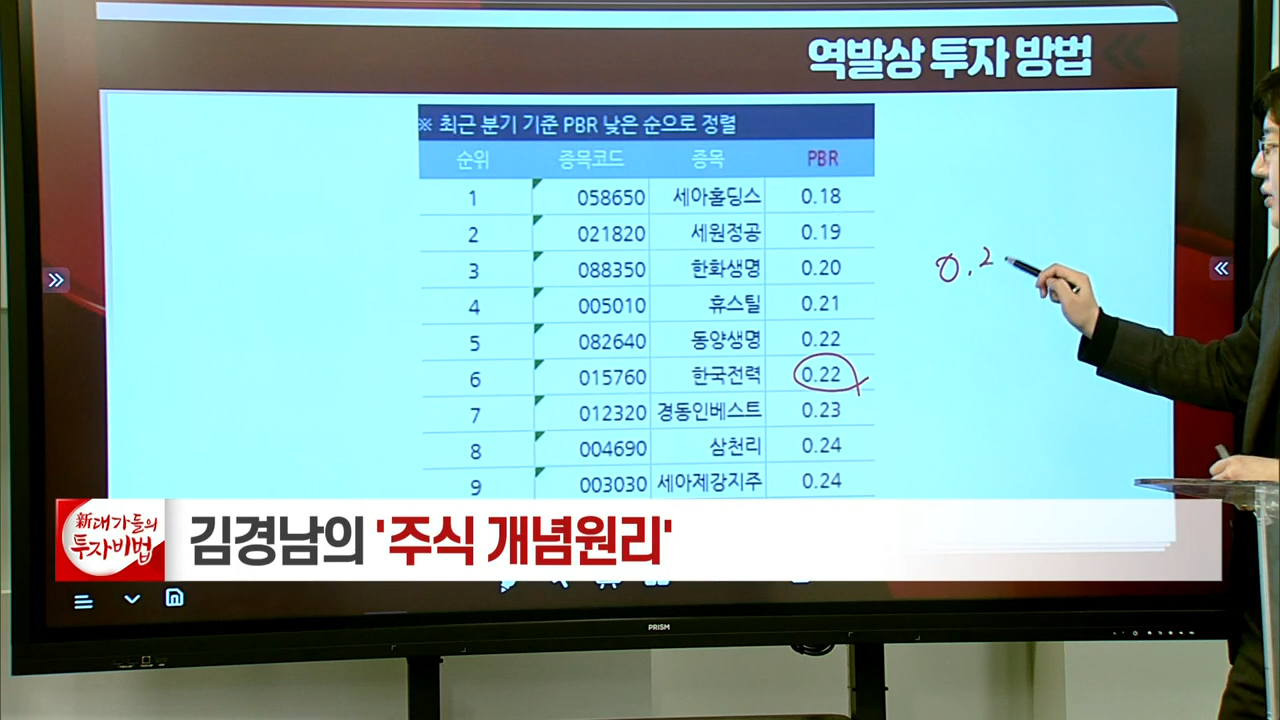 역발상 투자 방법
※ 최근 분기 기준 PBR 낮은 순으로 정렬
순위 종목코드 종목 PBR
1 058650 세아홀딩스 0.18
2 021820 세원정공 0.19
3 088350 한화생명 0.20
4 005010 휴스틸 0.21
5 082640 동양생명 0.22
6 015760 한국전력 0.22
7 012320 경동인베스트 0.23
8 004690 삼천리 0.24
9 003030 세아제강지주 0.24
0.2
新대가들의
투자비법
김경남의 '주식 개념원리'
PRISM